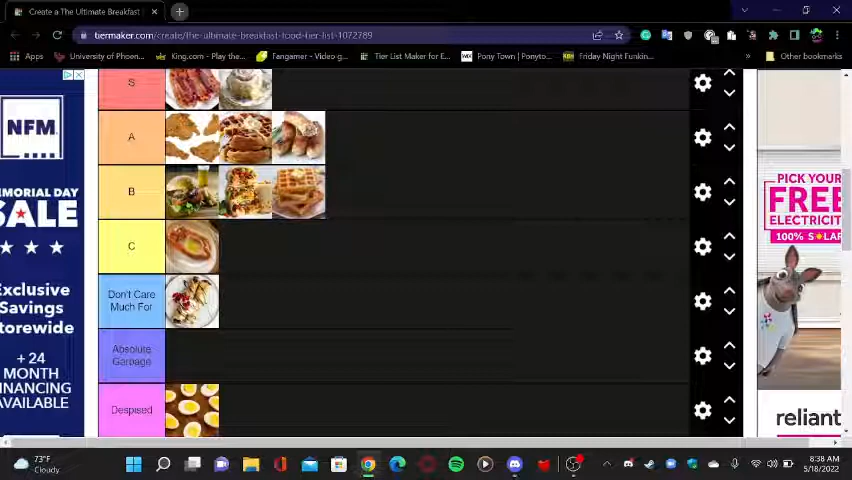 Create a The Ultimate Breakfast
tiermaker.com/create/the-ultimate-breakfast-food-tier-list-1072789
Apps
University of Phoen...
King.com - Play the...
Fangamer - Video g...
Tier List Maker for E...
Pony Town | Ponyto...
Friday Night Funkin...
Other bookmarks
S
A
B
C
Don't Care
Much For
Absolute
Garbage
Despised
NFM
MEMORIAL DAY
SALE
Exclusive
Savings
Storewide
+ 24
MONTH
FINANCING
AVAILABLE
PICK YOUR
FREE
ELECTRICITY
100% SOLAR
reliant
73°F
Cloudy
8:38 AM
5/18/2022